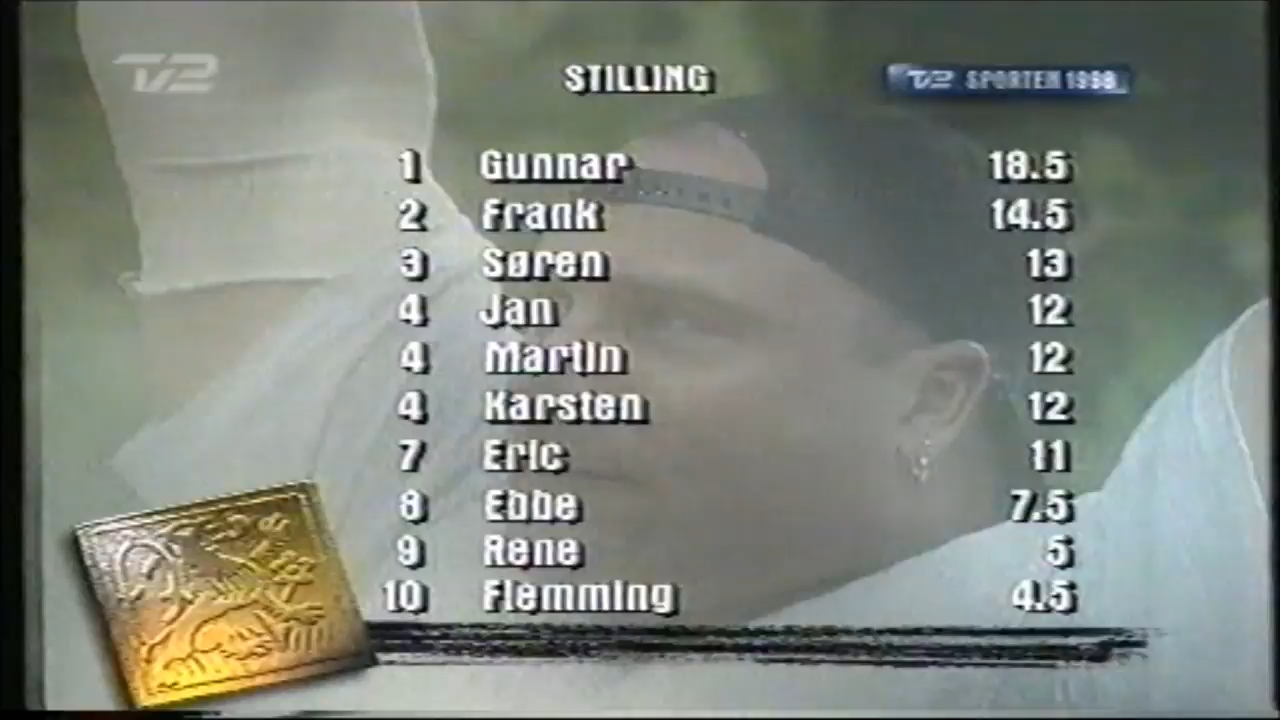 TV2
STILLING
TV2 SPORTEN 1998
1 Gunnar 18.5
2 Frank 14.5
3 Søren 13
4 Jan 12
4 Martin 12
4 Karsten 12
7 Eric 11
8 Ebbe 7.5
9 Rene 5
10 Flemming 4.5